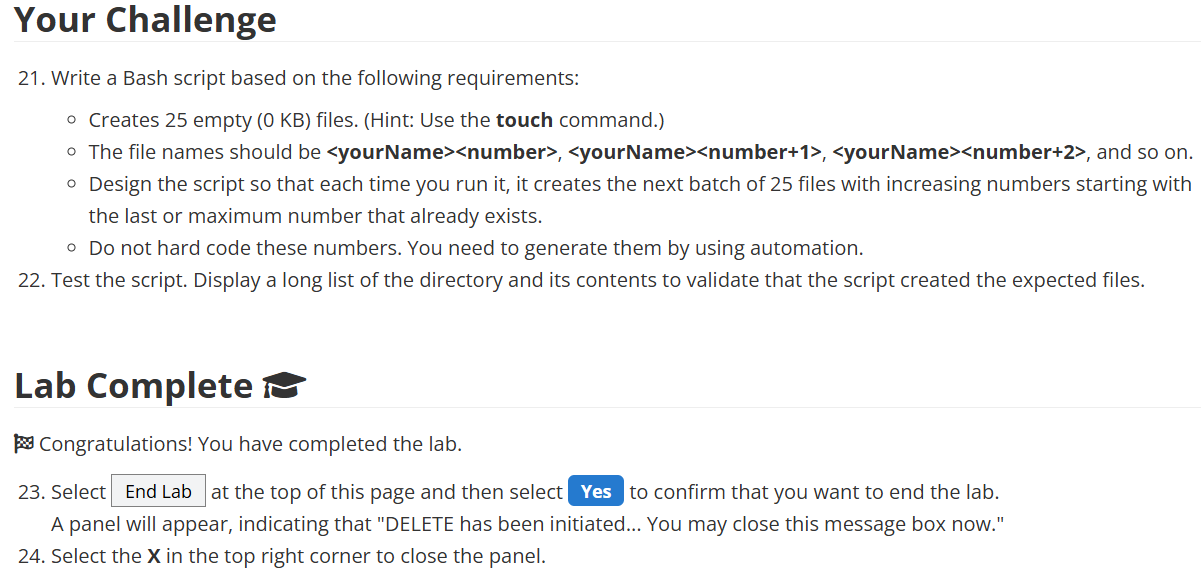 Your Challenge
21. Write a Bash script based on the following requirements:
◦ Creates 25 empty (0 KB) files. (Hint: Use the touch command.)
◦ The file names should be <yourName><number>, <yourName><number+1>, <yourName><number+2>, and so on.
◦ Design the script so that each time you run it, it creates the next batch of 25 files with increasing numbers starting with
the last or maximum number that already exists.
◦ Do not hard code these numbers. You need to generate them by using automation.
22. Test the script. Display a long list of the directory and its contents to validate that the script created the expected files.
Lab Complete
Congratulations! You have completed the lab.
23. Select End Lab at the top of this page and then select Yes to confirm that you want to end the lab.
A panel will appear, indicating that "DELETE has been initiated... You may close this message box now."
24. Select the X in the top right corner to close the panel.